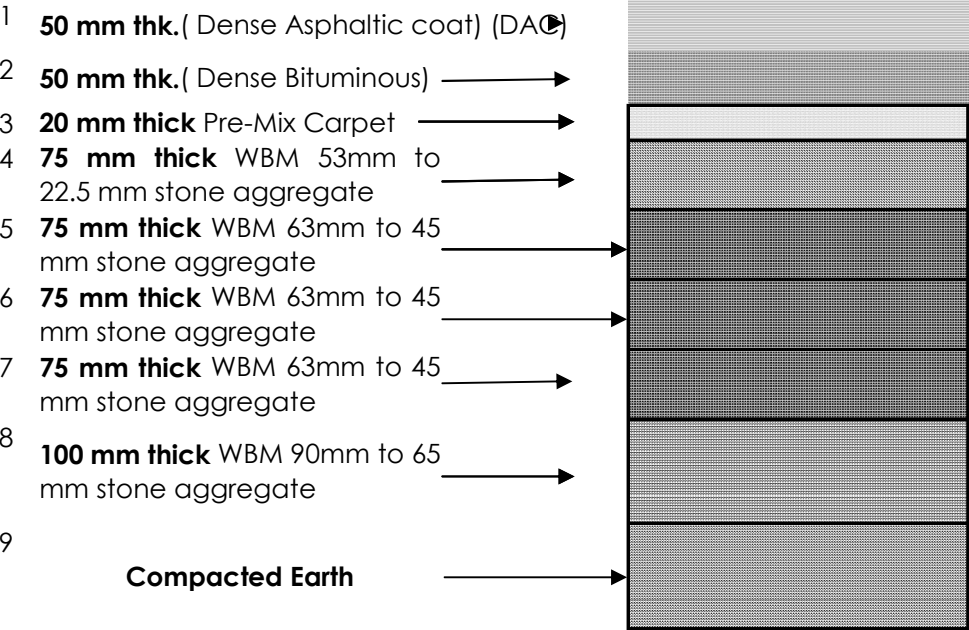 1 50 mm thk.( Dense Asphaltic coat) (DAC)
2 50 mm thk.( Dense Bituminous)
3 20 mm thick Pre-Mix Carpet
4 75 mm thick WBM 53mm to
22.5 mm stone aggregate
5 75 mm thick WBM 63mm to 45
mm stone aggregate
6 75 mm thick WBM 63mm to 45
mm stone aggregate
7 75 mm thick WBM 63mm to 45
mm stone aggregate
8 100 mm thick WBM 90mm to 65
mm stone aggregate
9 Compacted Earth